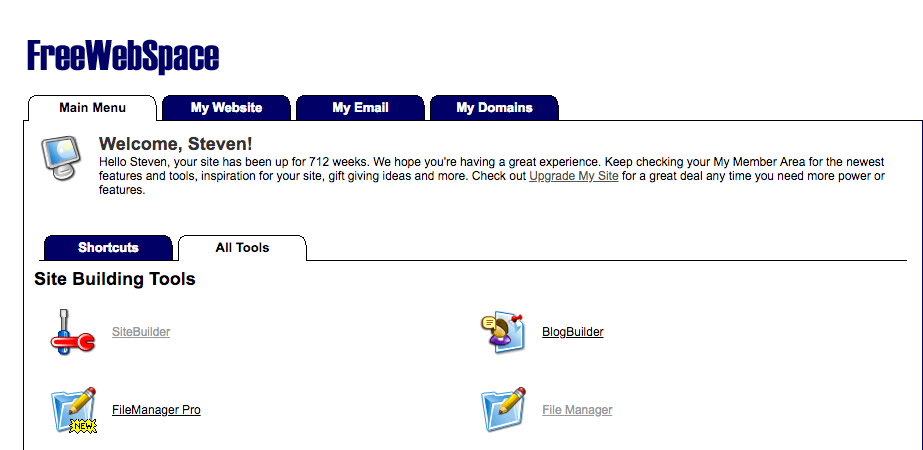 FreeWebSpace
Main Menu My Website My Email My Domains
Welcome, Steven!
Hello Steven, your site has been up for 712 weeks. We hope you're having a great experience. Keep checking your My Member Area for the newest
features and tools, inspiration for your site, gift giving ideas and more. Check out Upgrade My Site for a great deal any time you need more power or
features.
Shortcuts All Tools
Site Building Tools
SiteBuilder BlogBuilder
FileManager Pro File Manager
NEW